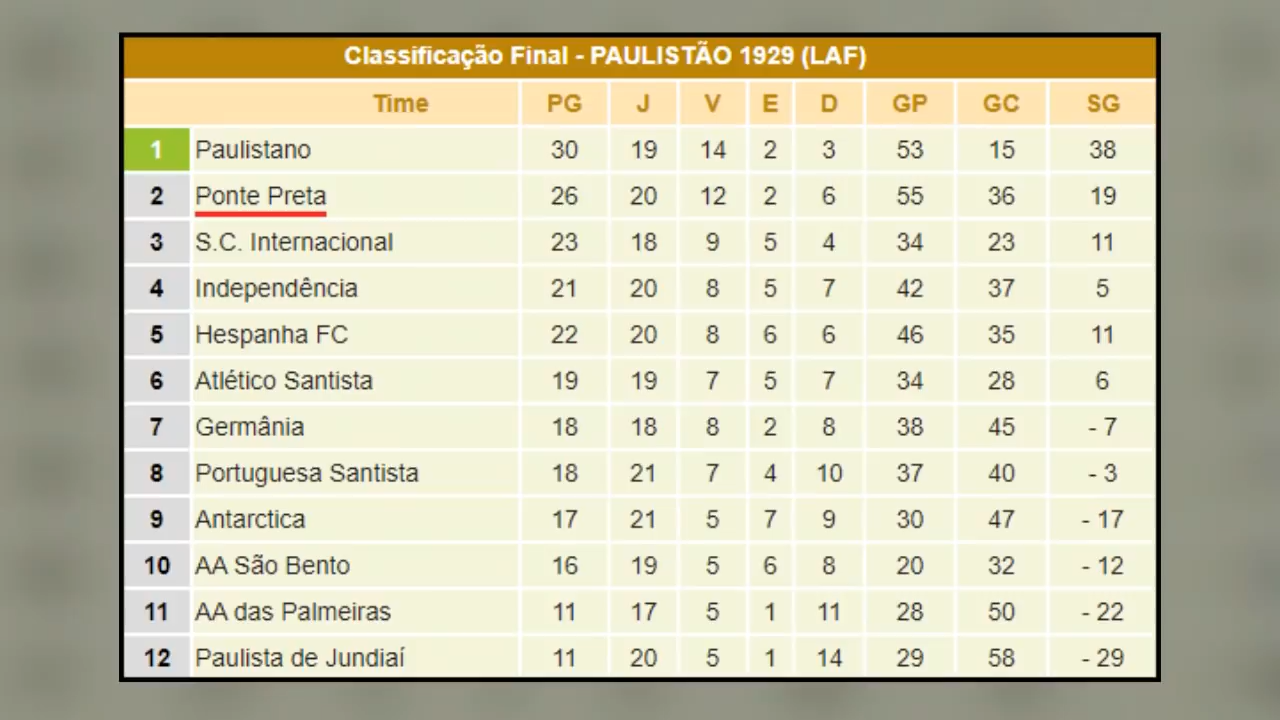 Classificação Final - PAULISTÃO 1929 (LAF)
Time PG J V E D GP GC SG
1 Paulistano 30 19 14 2 3 53 15 38
2 Ponte Preta 26 20 12 2 6 55 36 19
3 S.C. Internacional 23 18 9 5 4 34 23 11
4 Independência 21 20 8 5 7 42 37 5
5 Hespanha FC 22 20 8 6 6 46 35 11
6 Atlético Santista 19 19 7 5 7 34 28 6
7 Germânia 18 18 8 2 8 38 45 - 7
8 Portuguesa Santista 18 21 7 4 10 37 40 - 3
9 Antarctica 17 21 5 7 9 30 47 - 17
10 AA São Bento 16 19 5 6 8 20 32 - 12
11 AA das Palmeiras 11 17 5 1 11 28 50 - 22
12 Paulista de Jundiaí 11 20 5 1 14 29 58 - 29